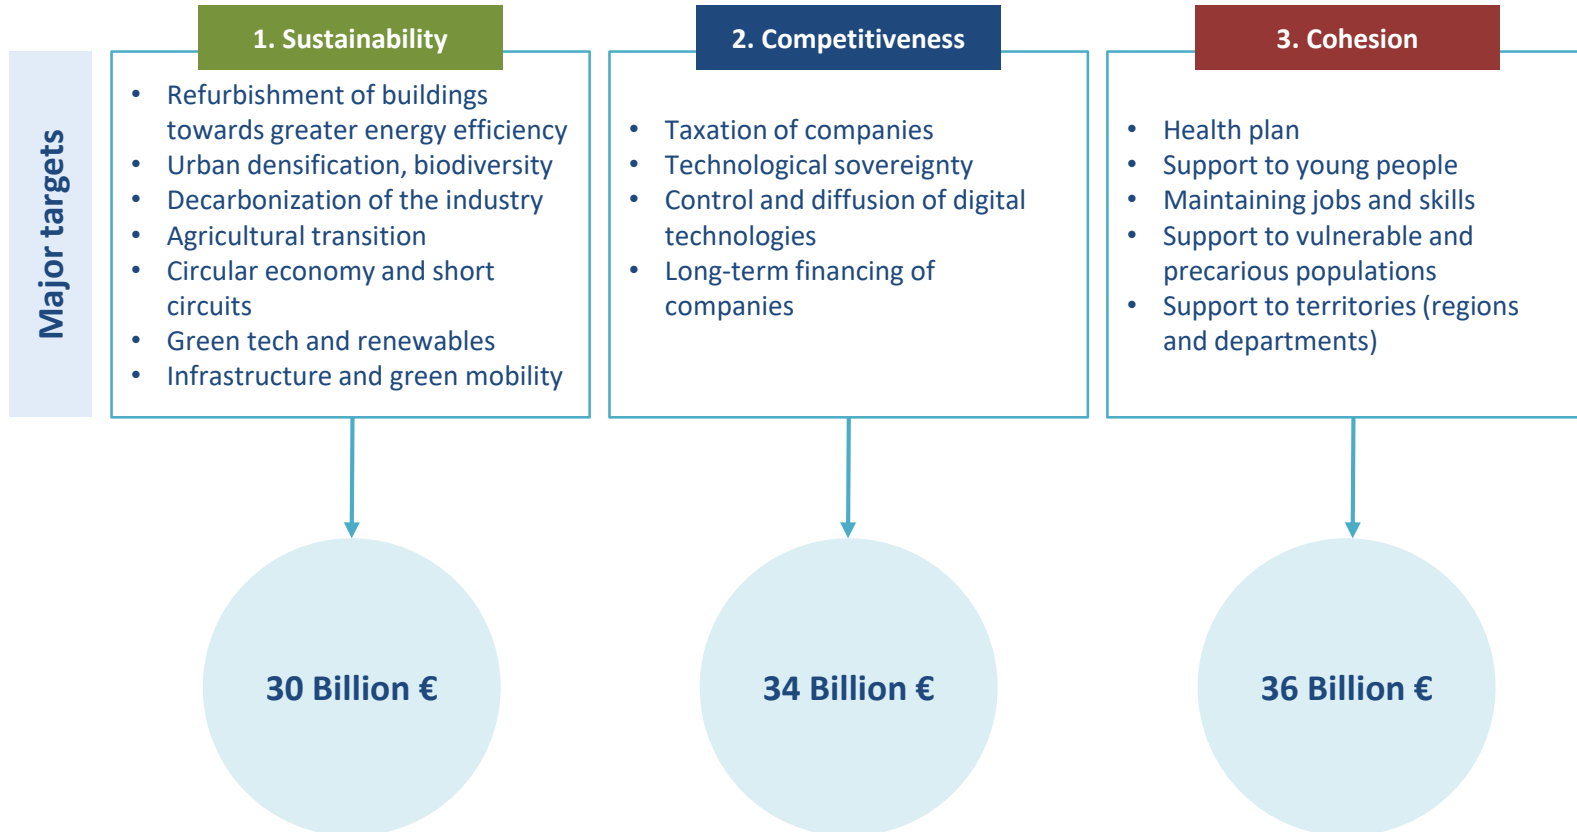 Major targets
1. Sustainability
• Refurbishment of buildings
towards greater energy efficiency
• Urban densification, biodiversity
• Decarbonization of the industry
• Agricultural transition
• Circular economy and short
circuits
• Green tech and renewables
• Infrastructure and green mobility
30 Billion €
2. Competitiveness
• Taxation of companies
• Technological sovereignty
• Control and diffusion of digital
technologies
• Long-term financing of
companies
34 Billion €
3. Cohesion
• Health plan
• Support to young people
• Maintaining jobs and skills
• Support to vulnerable and
precarious populations
• Support to territories (regions
and departments)
36 Billion €